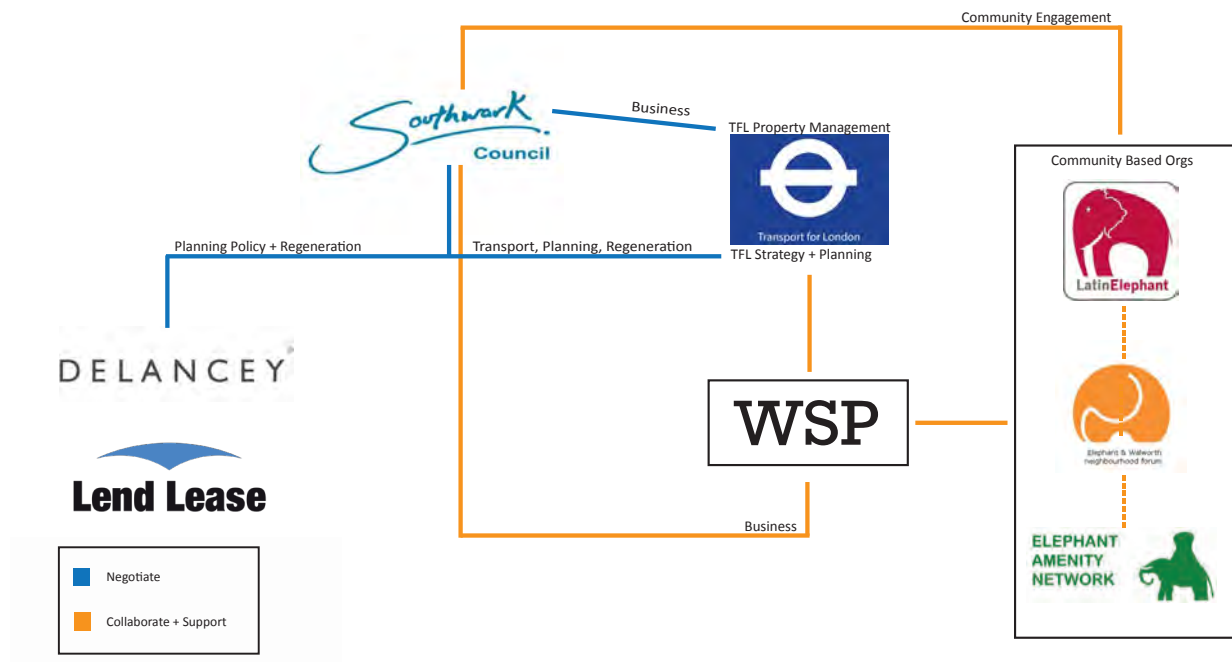 Community Engagement
Southwark
Council
Business
TFL Property Management
Transport for London
TFL Strategy + Planning
Planning Policy + Regeneration
Transport, Planning, Regeneration
Community Based Orgs
LatinElephant
DELANCEY
WSP
Elephant & Walworth
neighbourhood forum
Lend Lease
Business
ELEPHANT
AMENITY
NETWORK
Negotiate
Collaborate + Support